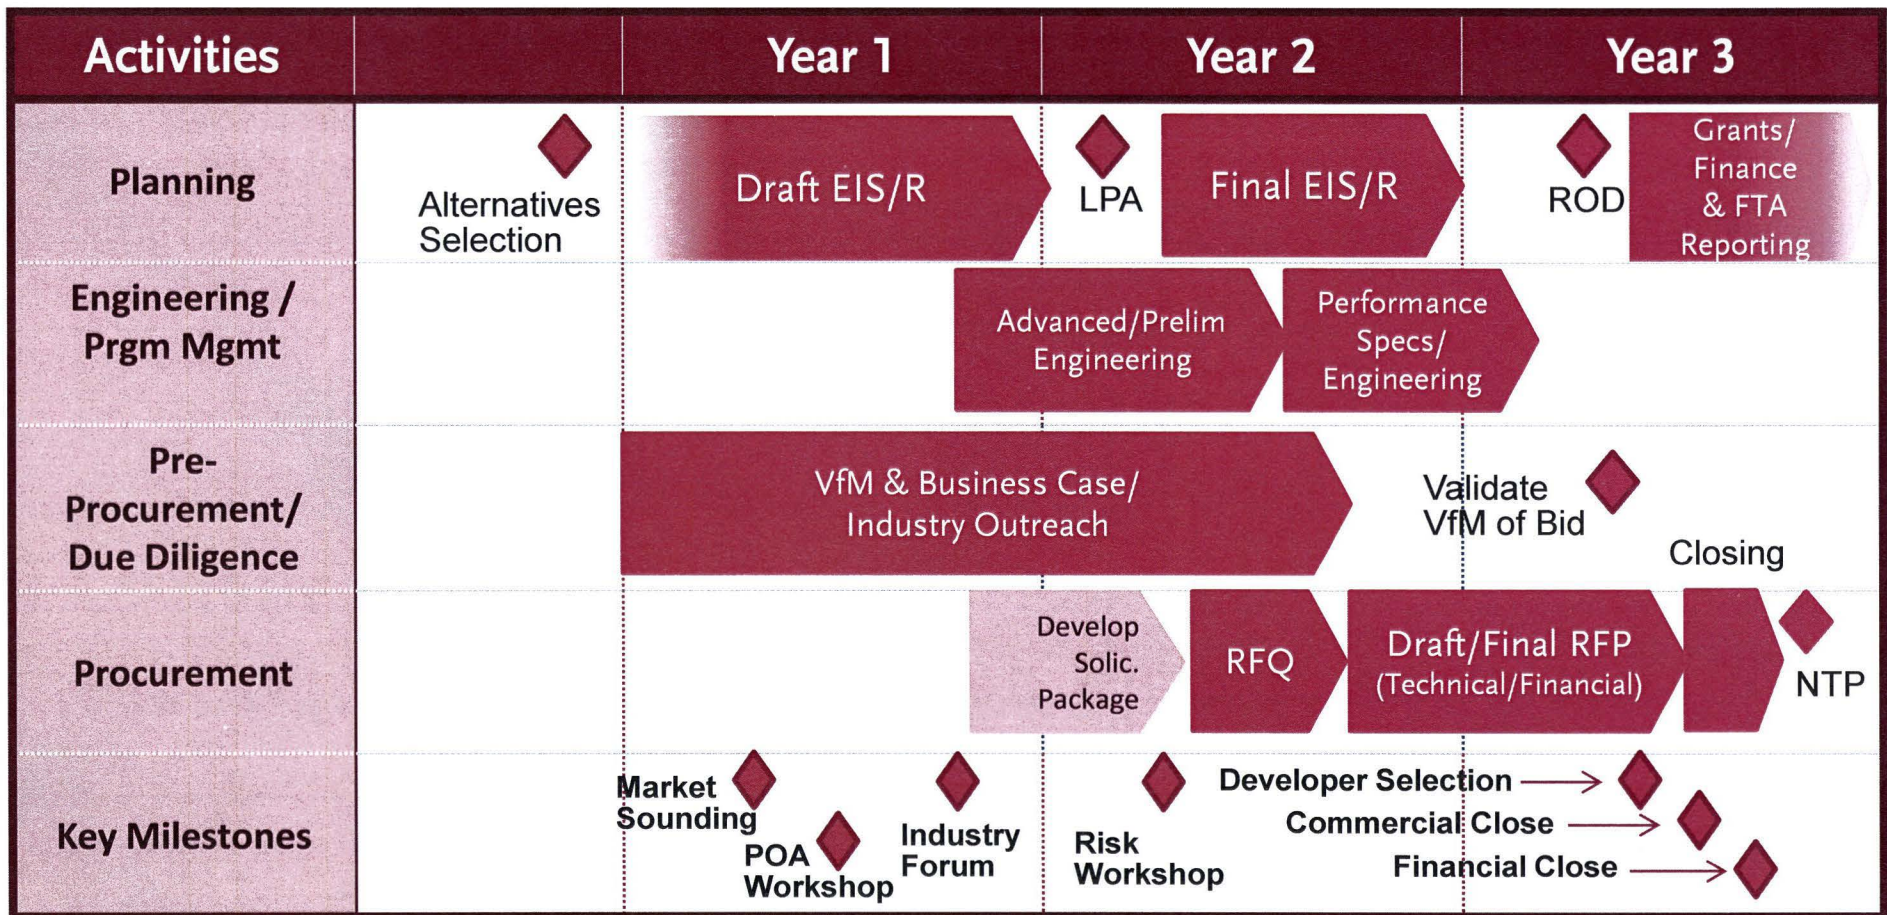 Activities
Year 1
Year 2
Year 3
Planning
Alternatives
Selection
Draft EIS/R
LPA
Final EIS/R
ROD
Grants/
Finance
& FTA
Reporting
Engineering /
Prgm Mgmt
Advanced/Prelim
Engineering
Performance
Specs/
Engineering
Pre-
Procurement/
Due Diligence
VfM & Business Case/
Industry Outreach
Validate
VfM of Bid
Closing
Procurement
Develop
Solic.
Package
RFQ
Draft/Final RFP
(Technical/Financial)
NTP
Key Milestones
Market
Sounding
POA
Workshop
Industry
Forum
Risk
Workshop
Developer Selection
Commercial Close
Financial Close